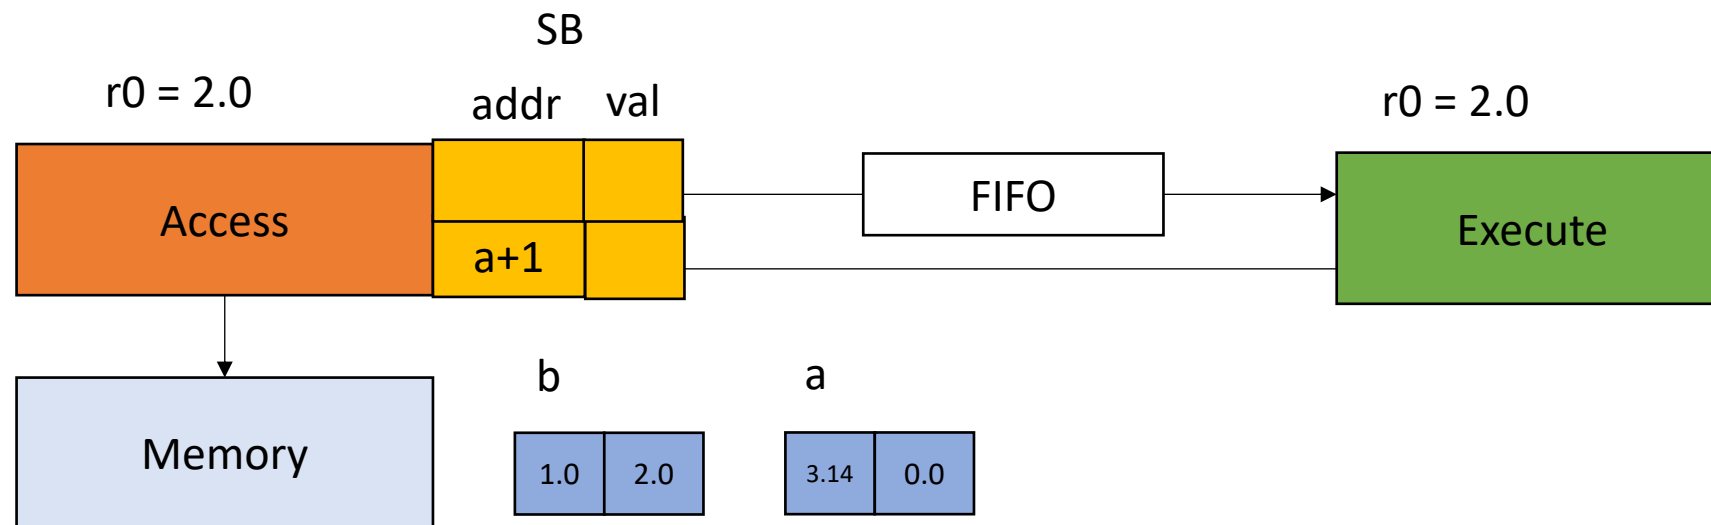 SB
r0 = 2.0
addr
val
r0 = 2.0
Access
a+1
FIFO
Execute
b
a
Memory
1.0
2.0
3.14
0.0